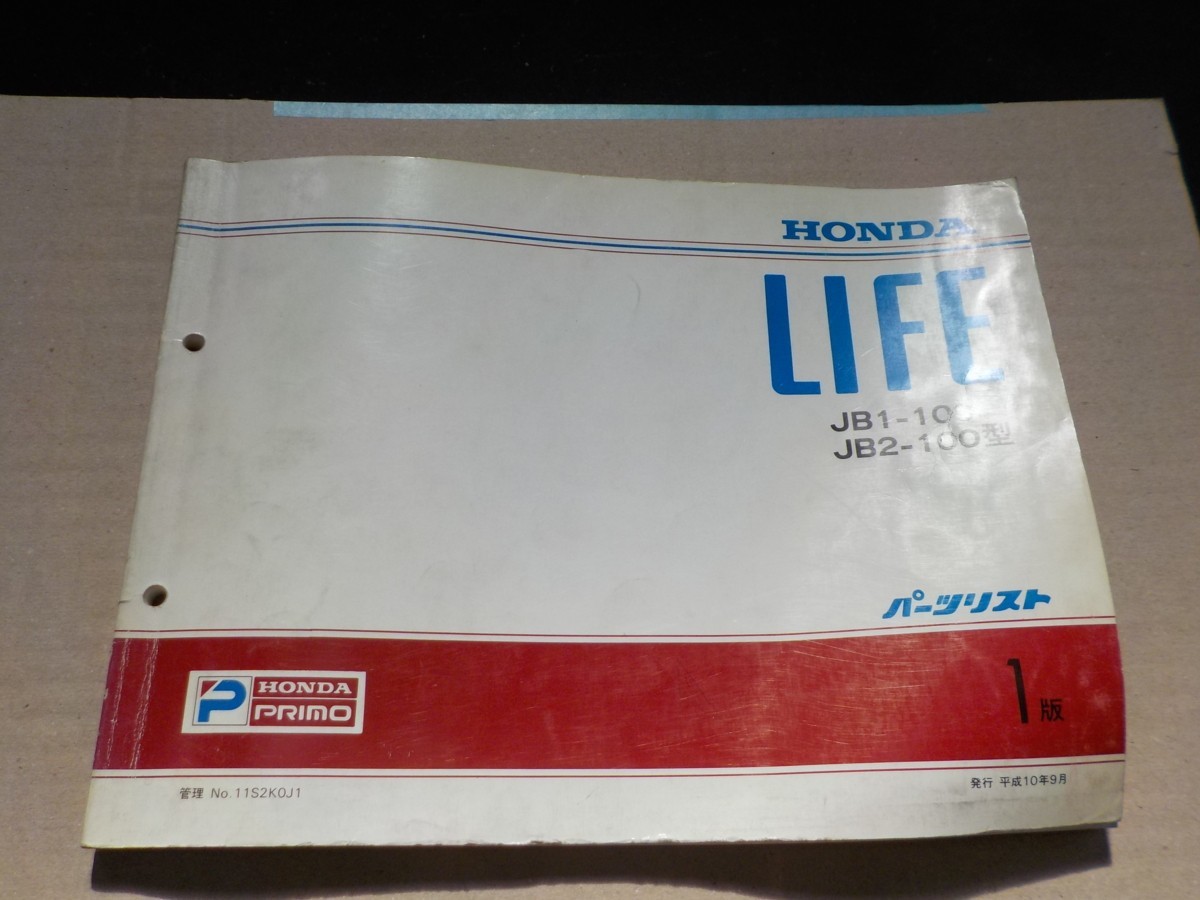 HONDA
LIFE
JB1-100
JB2-100型
パーツリスト
HONDA
PRIMO
1版
管理 No.11S2K0J1
発行 平成10年9月